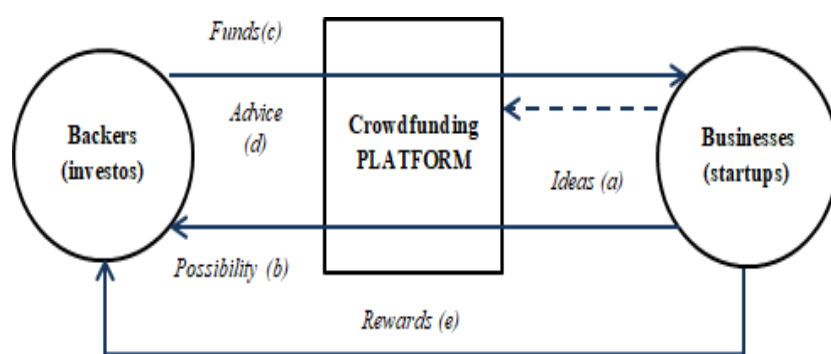 Funds(c)
Advice
(d)
Backers
(investos)
Crowdfunding
PLATFORM
Businesses
(startups)
Ideas (a)
Possibility (b)
Rewards (e)